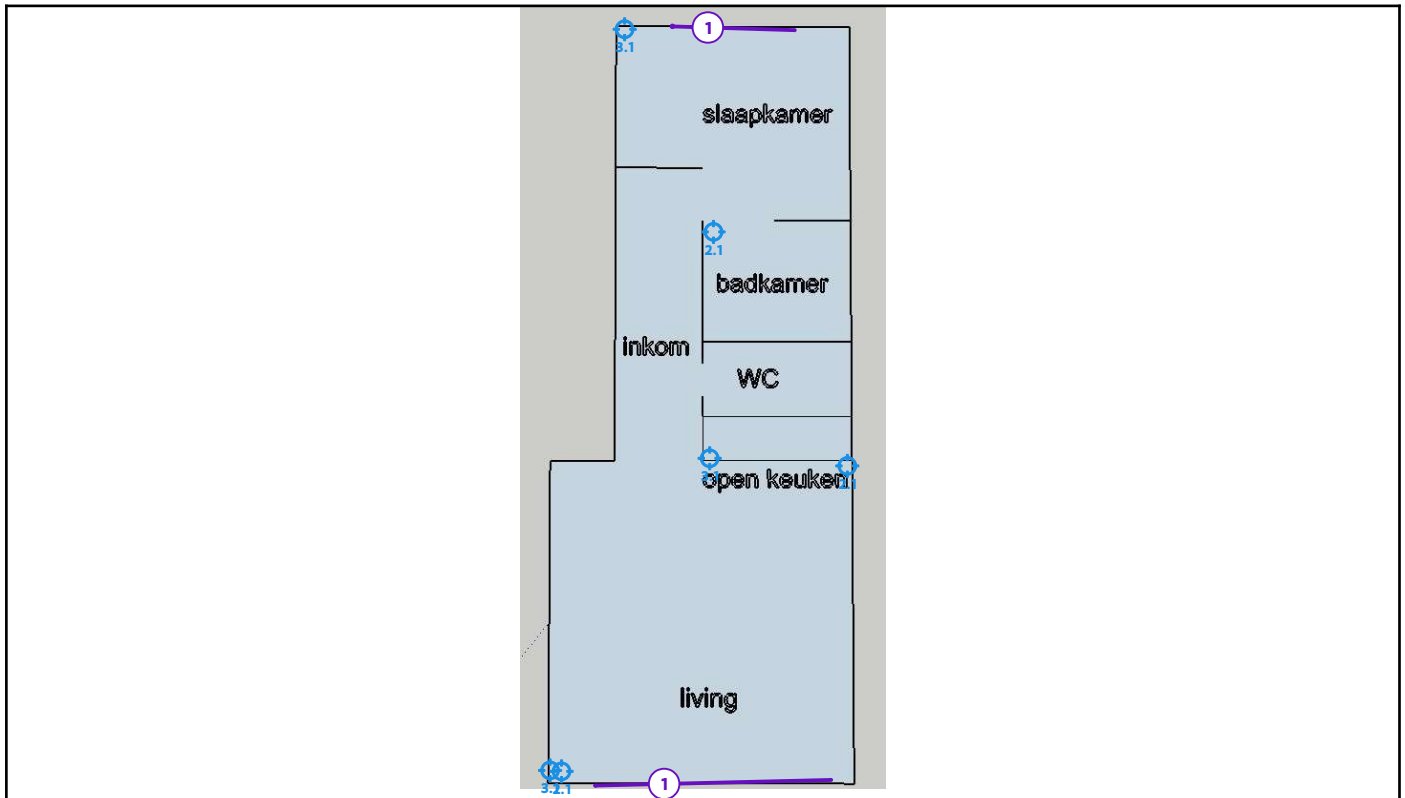 1
3.1
slaapkamer
2.1
badkamer
inkom
WC
open keuken
living
1